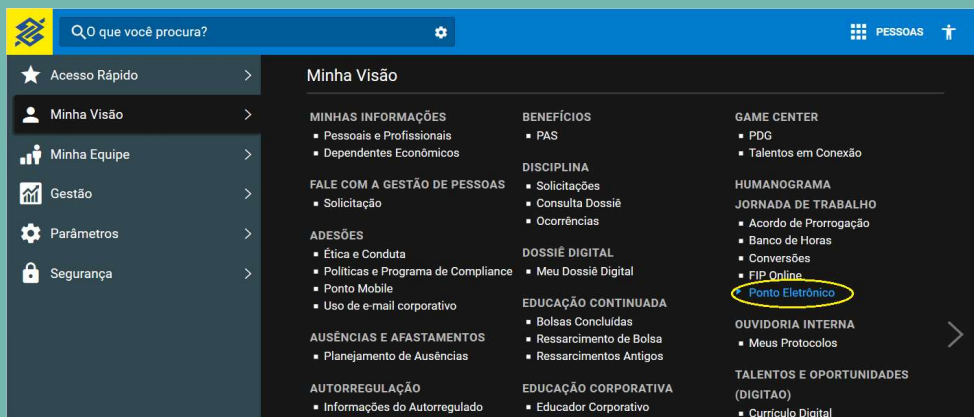 O que você procura?
PESSOAS
Acesso Rápido
Minha Visão
Minha Equipe
Gestão
Parâmetros
Segurança
Minha Visão
MINHAS INFORMAÇÕES
Pessoais e Profissionais
Dependentes Econômicos
FALE COM A GESTÃO DE PESSOAS
Solicitação
ADESÕES
Ética e Conduta
Políticas e Programa de Compliance
Ponto Mobile
Uso de e-mail corporativo
AUSÊNCIAS E AFASTAMENTOS
Planejamento de Ausências
AUTORREGULAÇÃO
Informações do Autorregulado
BENEFÍCIOS
PAS
DISCIPLINA
Solicitações
Consulta Dossiê
Ocorrências
DOSSIÊ DIGITAL
Meu Dossiê Digital
EDUCAÇÃO CONTINUADA
Bolsas Concluídas
Ressarcimento de Bolsa
Ressarcimentos Antigos
EDUCAÇÃO CORPORATIVA
Educador Corporativo
GAME CENTER
PDG
Talentos em Conexão
HUMANOGRAMA
JORNADA DE TRABALHO
Acordo de Prorrogação
Banco de Horas
Conversões
FIP Online
Ponto Eletrônico
OUVIDORIA INTERNA
Meus Protocolos
TALENTOS E OPORTUNIDADES
(DIGITAO)
Currículo Digital